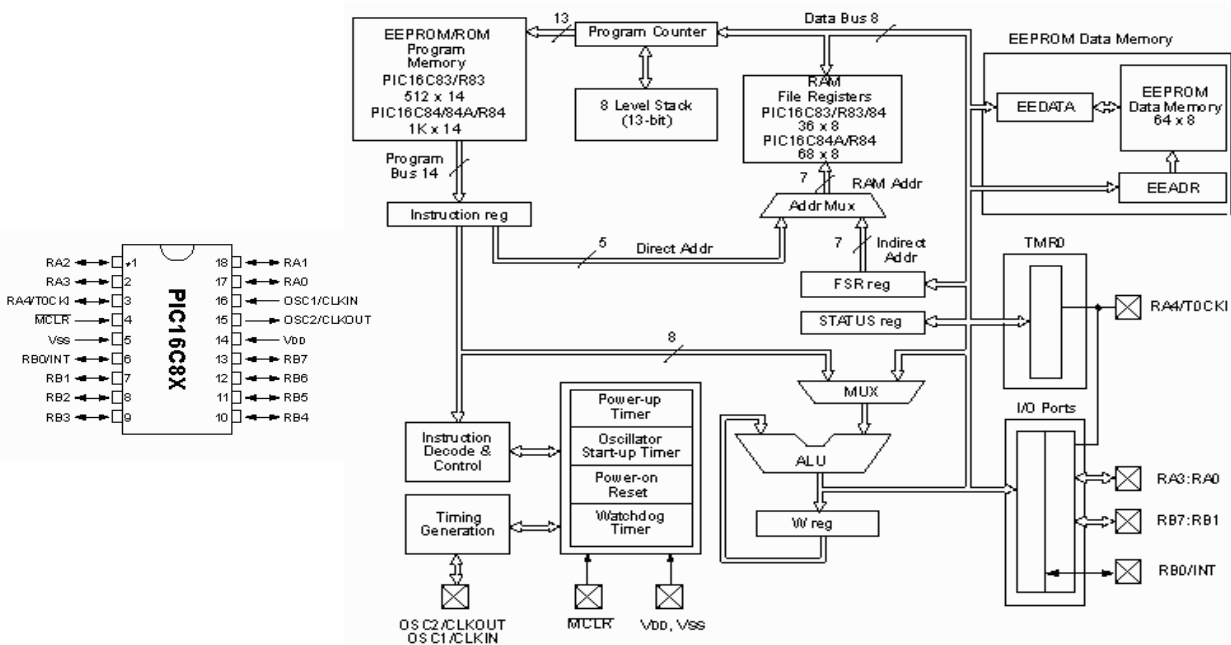 RA2
RA3
RA4/T0CKI
MCLR
VSS
RB0/INT
RB1
RB2
RB3
1
2
3
4
5
6
7
8
9
PIC16C8X
18
17
16
15
14
13
12
11
10
RA1
RA0
OSC1/CLKIN
OSC2/CLKOUT
VDD
RB7
RB6
RB5
RB4
EEPROM/ROM
Program
Memory
PIC16C83/R83
512 x 14
PIC16C84/84A/R84
1K x 14
13
Program Counter
8 Level Stack
(13-bit)
Data Bus 8
RAM
File Registers
PIC16C83/R83/84
36 x 8
PIC16C84A/R84
68 x 8
EEPROM Data Memory
EEDATA
EEPROM
Data Memory
64 x 8
EEADR
Program
Bus 14
Instruction reg
7
RAM Addr
Addr Mux
5
Direct Addr
7
Indirect
Addr
FSR reg
STATUS reg
TMR0
RA4/T0CKI
8
MUX
ALU
W reg
Instruction
Decode &
Control
Timing
Generation
Power-up
Timer
Oscillator
Start-up Timer
Power-on
Reset
Watchdog
Timer
I/O Ports
RA3:RA0
RB7:RB1
RB0/INT
OSC2/CLKOUT
OSC1/CLKIN
MCLR
VDD, VSS